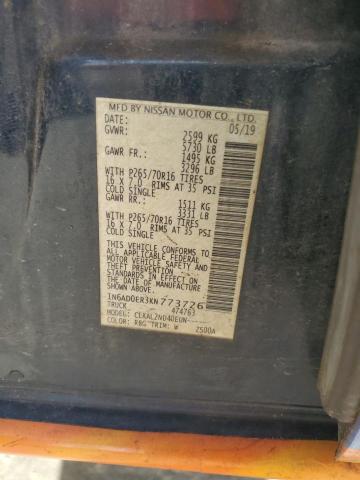 MFD BY NISSAN MOTOR CO., LTD.
DATE: 05/19
GVWR: 2599 KG
5730 LB
GAWR FR.: 1495 KG
3296 LB
WITH P265/70R16 TIRES
16 X 7.0 RIMS AT 35 PSI
COLD SINGLE
GAWR RR.: 1511 KG
3331 LB
WITH P265/70R16 TIRES
16 X 7.0 RIMS AT 35 PSI
COLD SINGLE
THIS VEHICLE CONFORMS TO
ALL APPLICABLE FEDERAL
MOTOR VEHICLE SAFETY
STANDARDS IN EFFECT ON THE
DATE OF MANUFACTURE SHOWN
ABOVE.
1N6AD0ER3KN773726
TRUCK 474763
MODEL: CLKALZND40EUN
COLOR: RBG TRIM: W 2500A